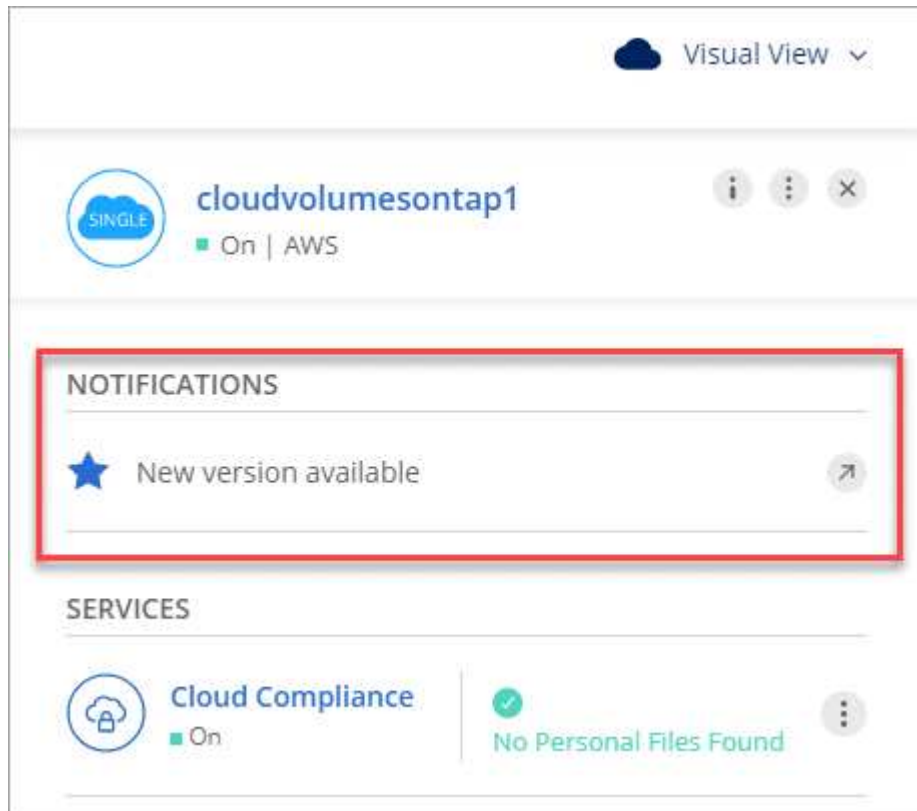 Visual View
SINGLE
cloudvolumesontap1
On | AWS
NOTIFICATIONS
New version available
SERVICES
Cloud Compliance
On
No Personal Files Found